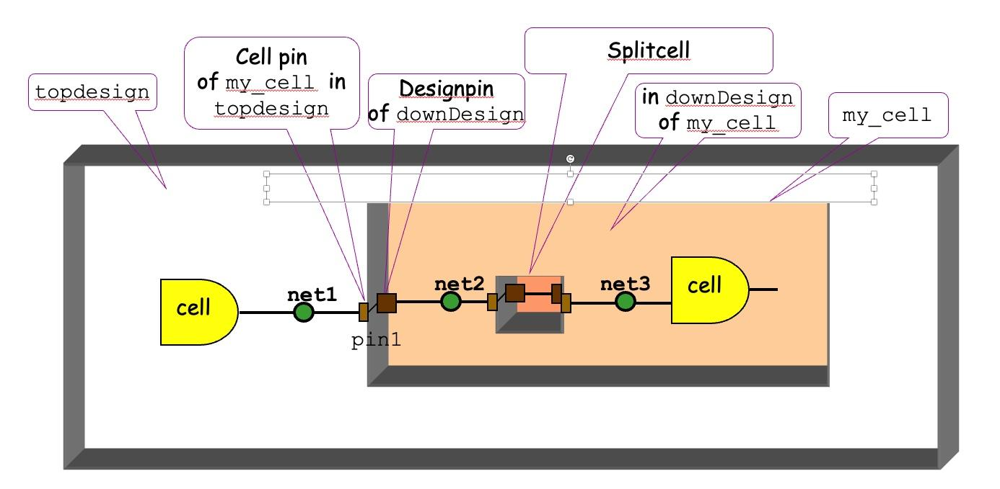 topdesign
Cell pin
of my_cell in
topdesign
Designpin
of downDesign
Splitcell
in downDesign
of my_cell
my_cell
cell
net1
pin1
net2
net3
cell